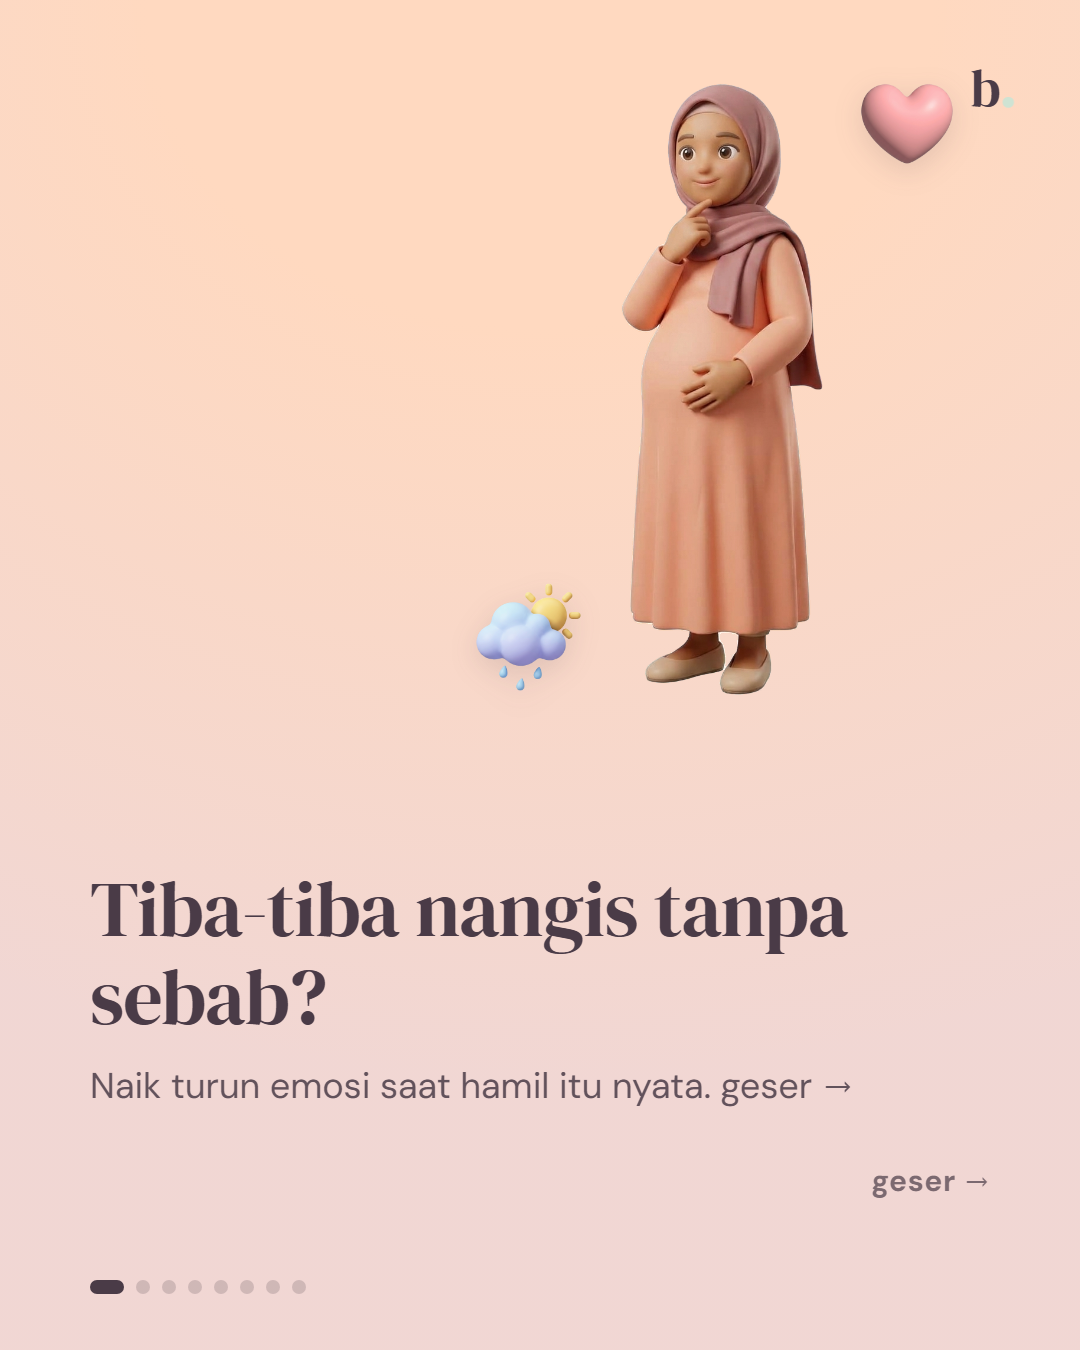 b.
Tiba-tiba nangis tanpa
sebab?
Naik turun emosi saat hamil itu nyata. geser →
geser →